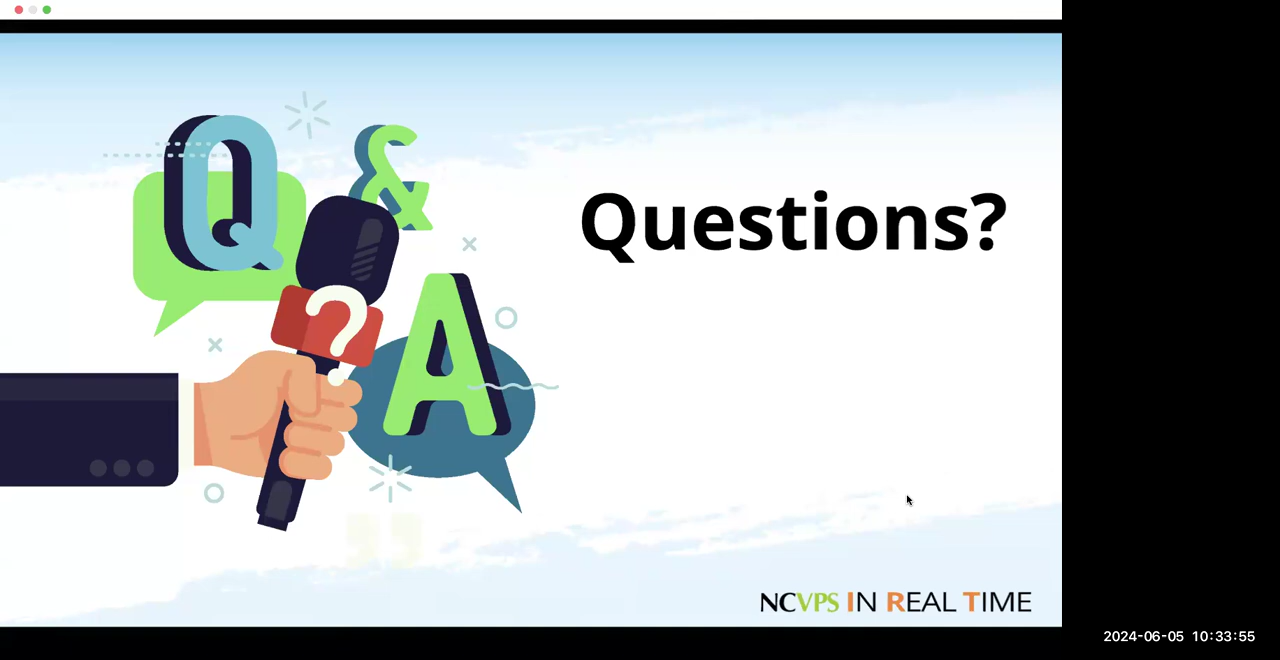 Q &
?
A
Questions?
NCVPS IN REAL TIME
2024-06-05 10:33:55